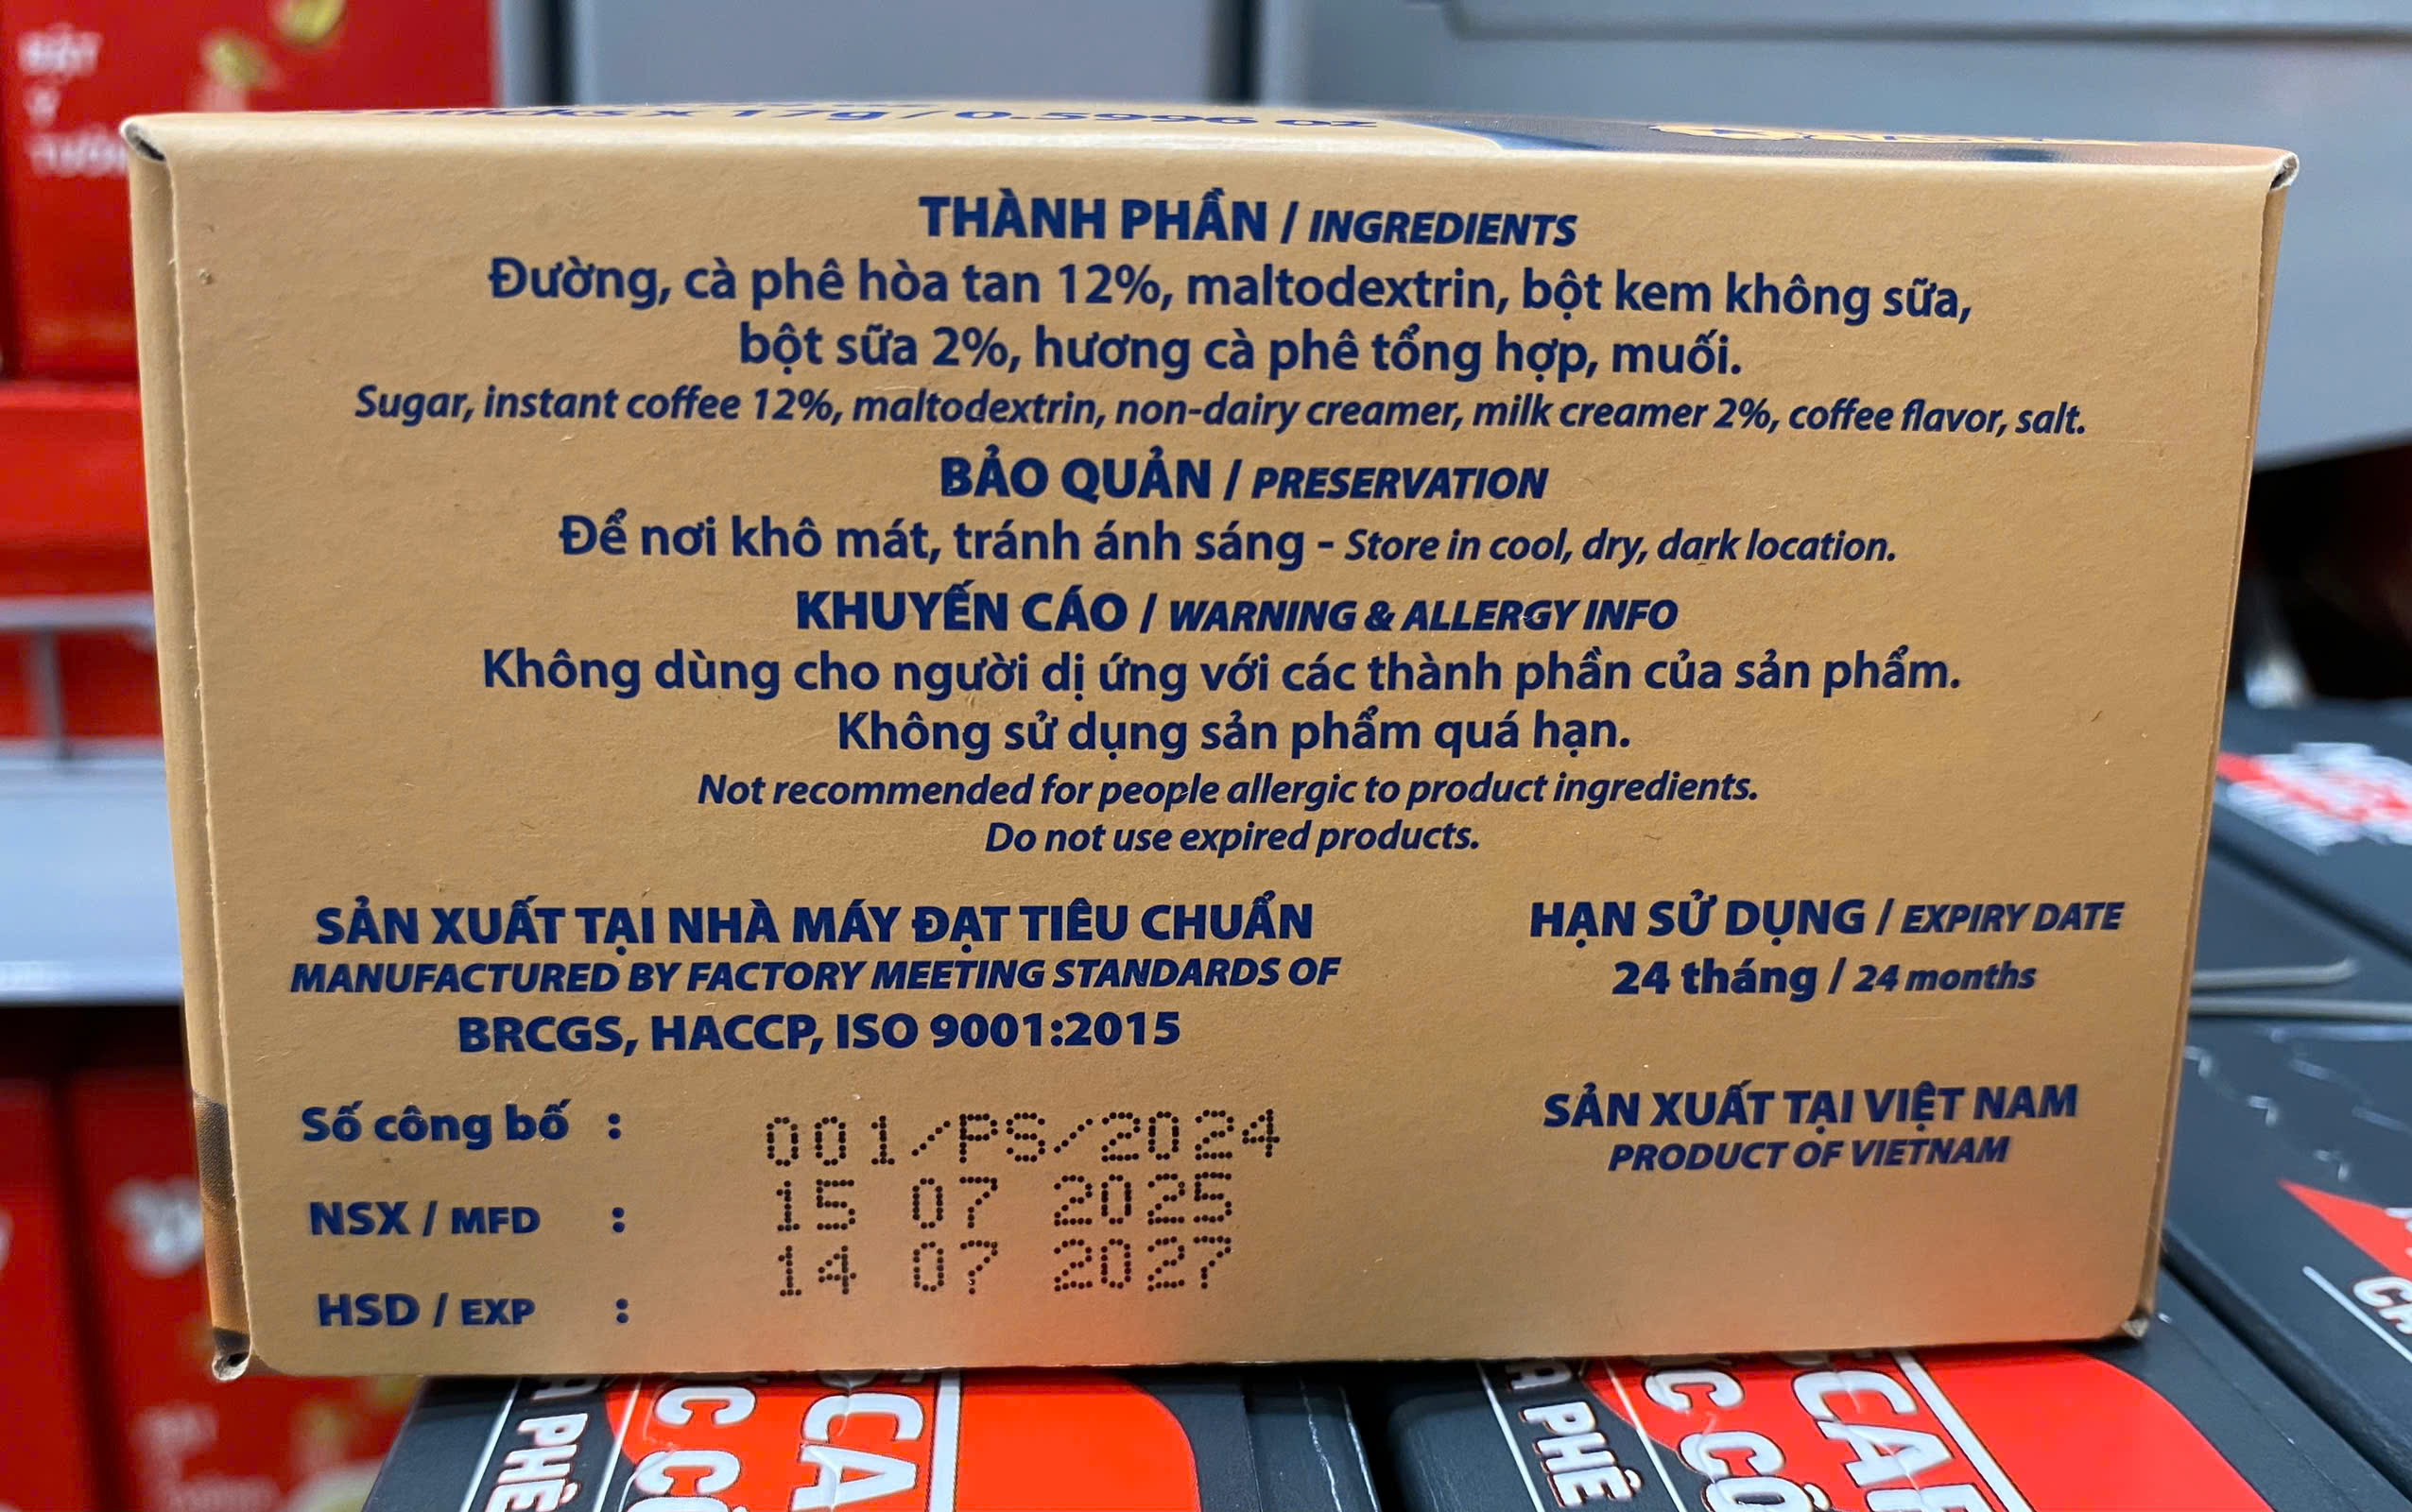 sticks x 17g / 0.5996 oz
THÀNH PHẦN / INGREDIENTS
Đường, cà phê hòa tan 12%, maltodextrin, bột kem không sữa,
bột sữa 2%, hương cà phê tổng hợp, muối.
Sugar, instant coffee 12%, maltodextrin, non-dairy creamer, milk creamer 2%, coffee flavor, salt.
BẢO QUẢN / PRESERVATION
Để nơi khô mát, tránh ánh sáng - Store in cool, dry, dark location.
KHUYẾN CÁO / WARNING & ALLERGY INFO
Không dùng cho người dị ứng với các thành phần của sản phẩm.
Không sử dụng sản phẩm quá hạn.
Not recommended for people allergic to product ingredients.
Do not use expired products.
SẢN XUẤT TẠI NHÀ MÁY ĐẠT TIÊU CHUẨN
MANUFACTURED BY FACTORY MEETING STANDARDS OF
BRCGS, HACCP, ISO 9001:2015
HẠN SỬ DỤNG / EXPIRY DATE
24 tháng / 24 months
SẢN XUẤT TẠI VIỆT NAM
PRODUCT OF VIETNAM
Số công bố : 001/PS/2024
NSX / MFD : 15 07 2025
HSD / EXP : 14 07 2027